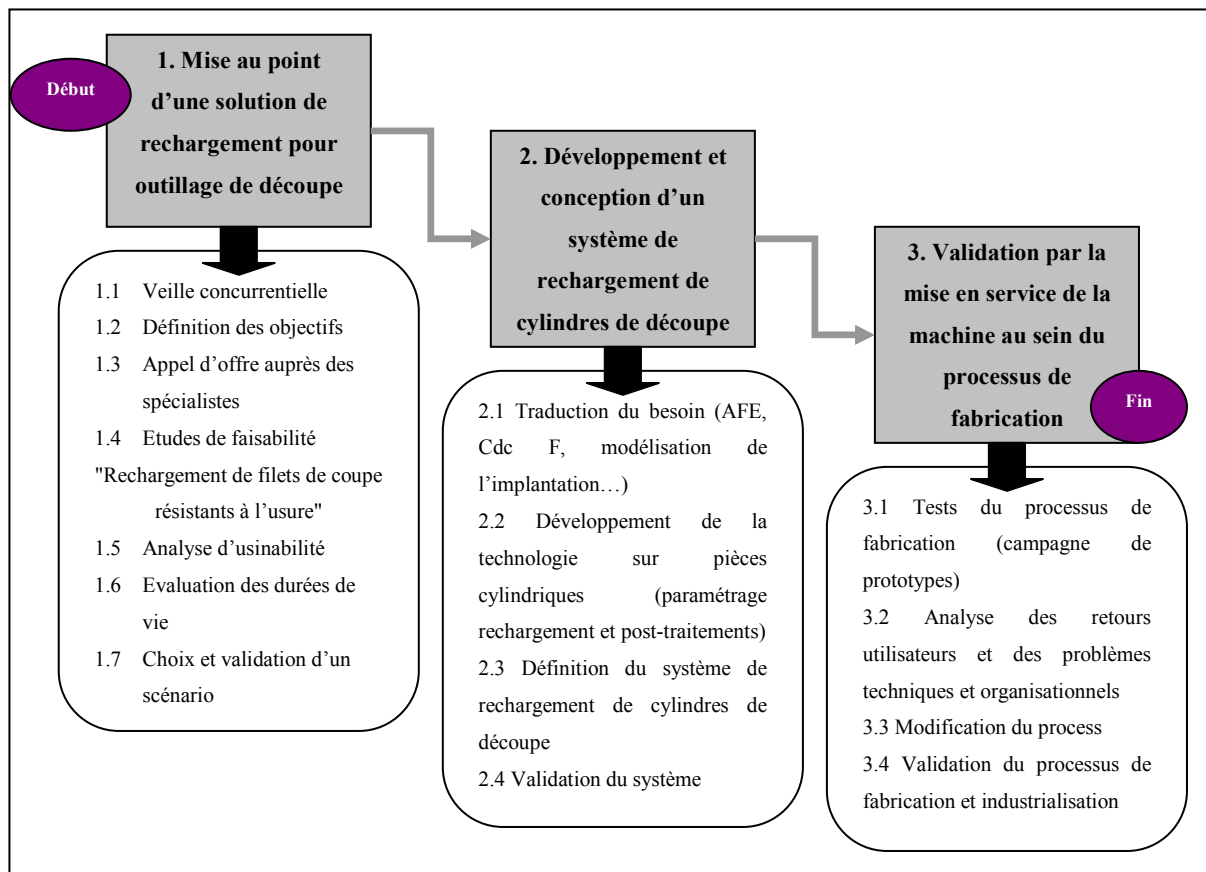 Début
1. Mise au point
d'une solution de
rechargement pour
outillage de découpe
1.1 Veille concurrentielle
1.2 Définition des objectifs
1.3 Appel d'offre auprès des
spécialistes
1.4 Etudes de faisabilité
"Rechargement de filets de coupe
résistants à l'usure"
1.5 Analyse d'usinabilité
1.6 Evaluation des durées de
vie
1.7 Choix et validation d'un
scénario
2. Développement et
conception d'un
système de
rechargement de
cylindres de découpe
2.1 Traduction du besoin (AFE,
Cdc F, modélisation de
l'implantation…)
2.2 Développement de la
technologie sur pièces
cylindriques (paramétrage
rechargement et post-traitements)
2.3 Définition du système de
rechargement de cylindres de
découpe
2.4 Validation du système
3. Validation par la
mise en service de la
machine au sein du
processus de
fabrication
Fin
3.1 Tests du processus de
fabrication (campagne de
prototypes)
3.2 Analyse des retours
utilisateurs et des problèmes
techniques et organisationnels
3.3 Modification du process
3.4 Validation du processus de
fabrication et industrialisation